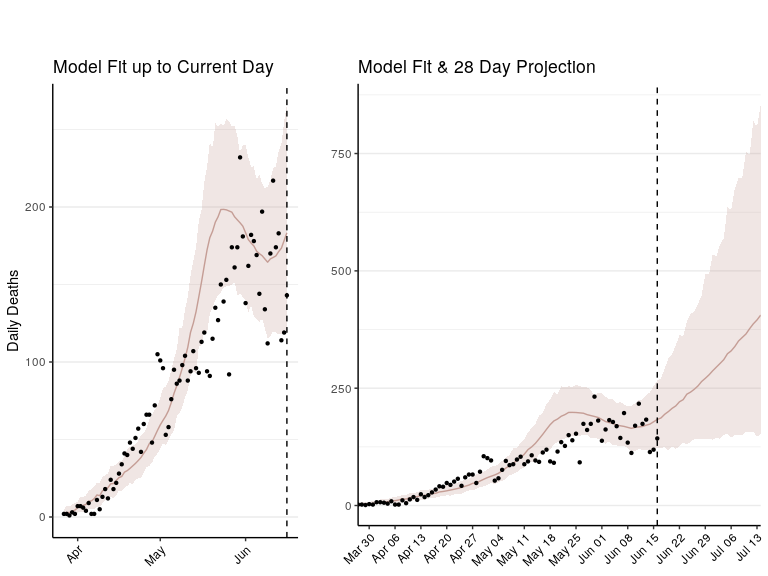 Model Fit up to Current Day
Model Fit & 28 Day Projection
Daily Deaths
200
100
0
Apr
May
Jun
750
500
250
0
Mar 30
Apr 06
Apr 13
Apr 20
Apr 27
May 04
May 11
May 18
May 25
Jun 01
Jun 08
Jun 15
Jun 22
Jun 29
Jul 06
Jul 13